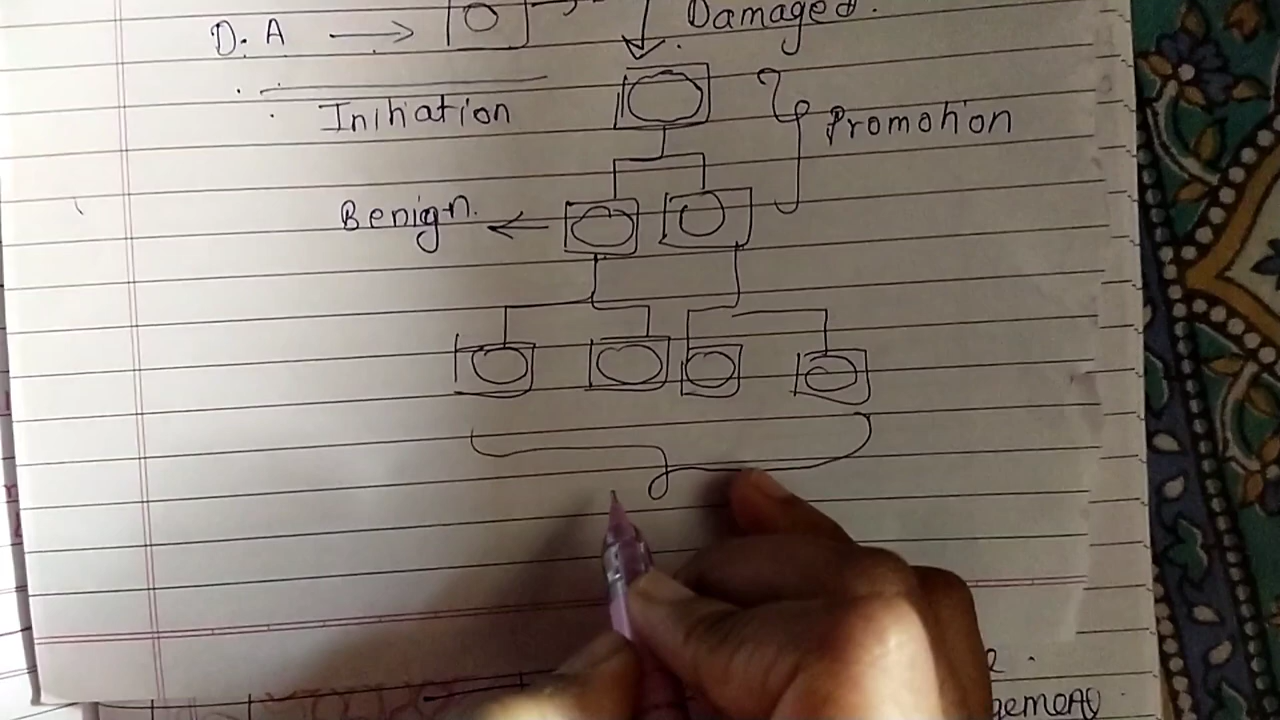 Damaged.
D. A
Initiation
Promotion
Benign.